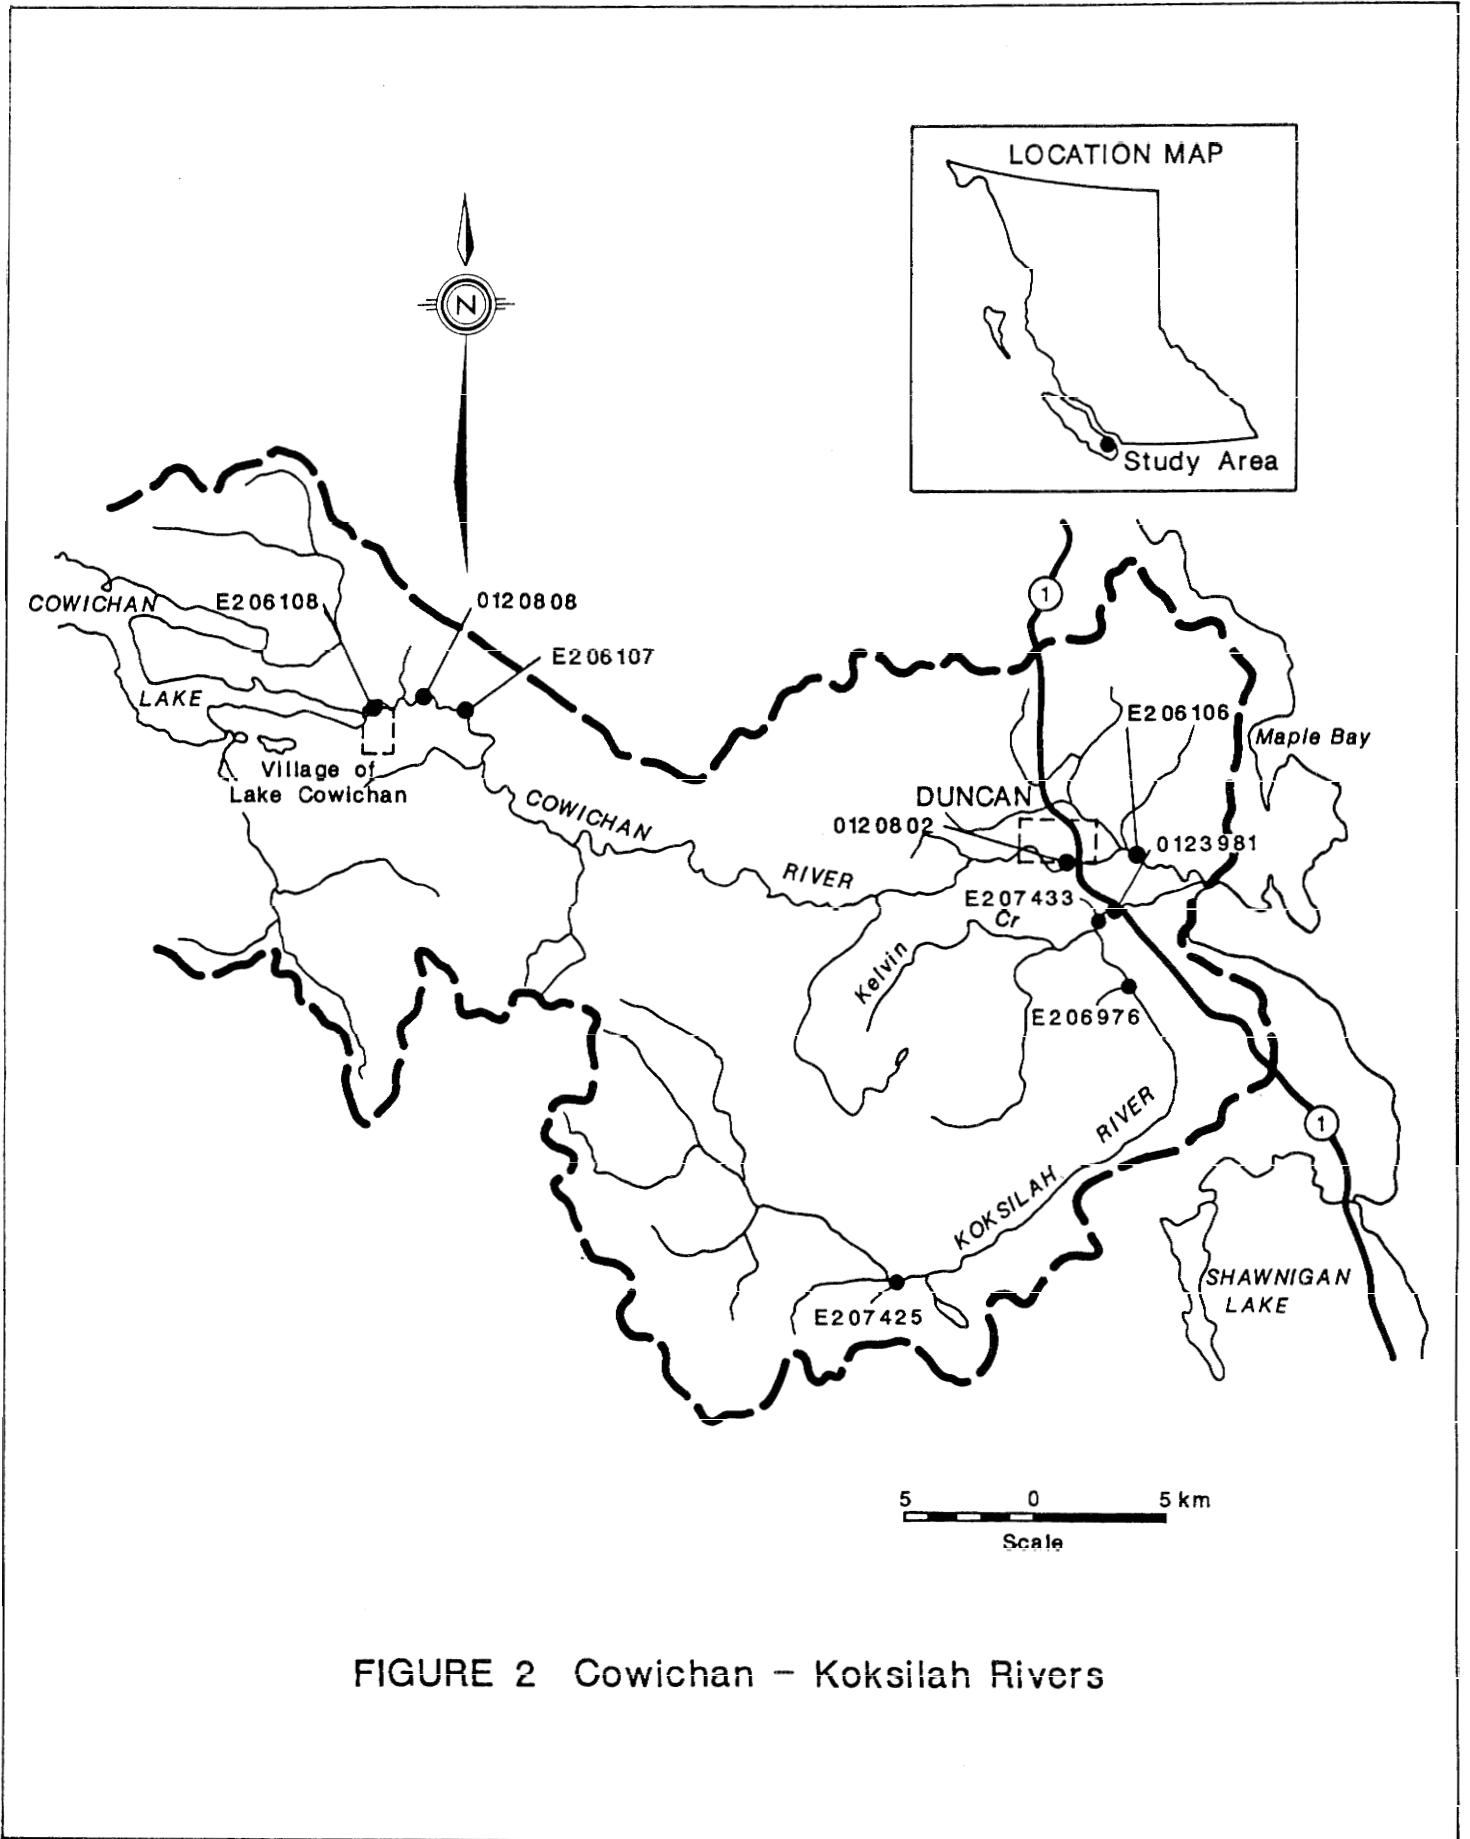 LOCATION MAP
Study Area
N
COWICHAN
LAKE
E206108
0120808
E206107
Village of
Lake Cowichan
COWICHAN
RIVER
1
E206106
Maple Bay
DUNCAN
0120802
0123981
E207433
Cr
Kelvin
E206976
RIVER
KOKSILAH
1
E207425
SHAWNIGAN
LAKE
5 0 5 km
Scale
FIGURE 2 Cowichan – Koksilah Rivers